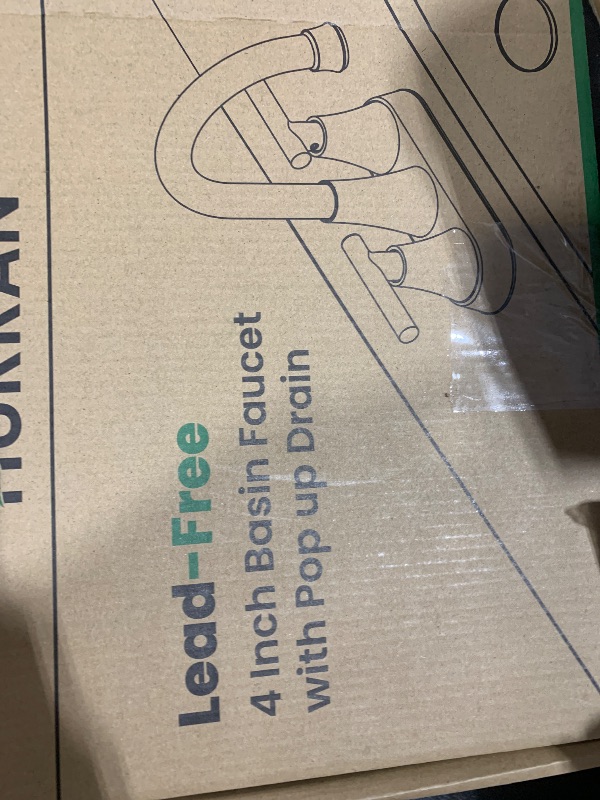 Lead-Free
4 Inch Basin Faucet
with Pop up Drain